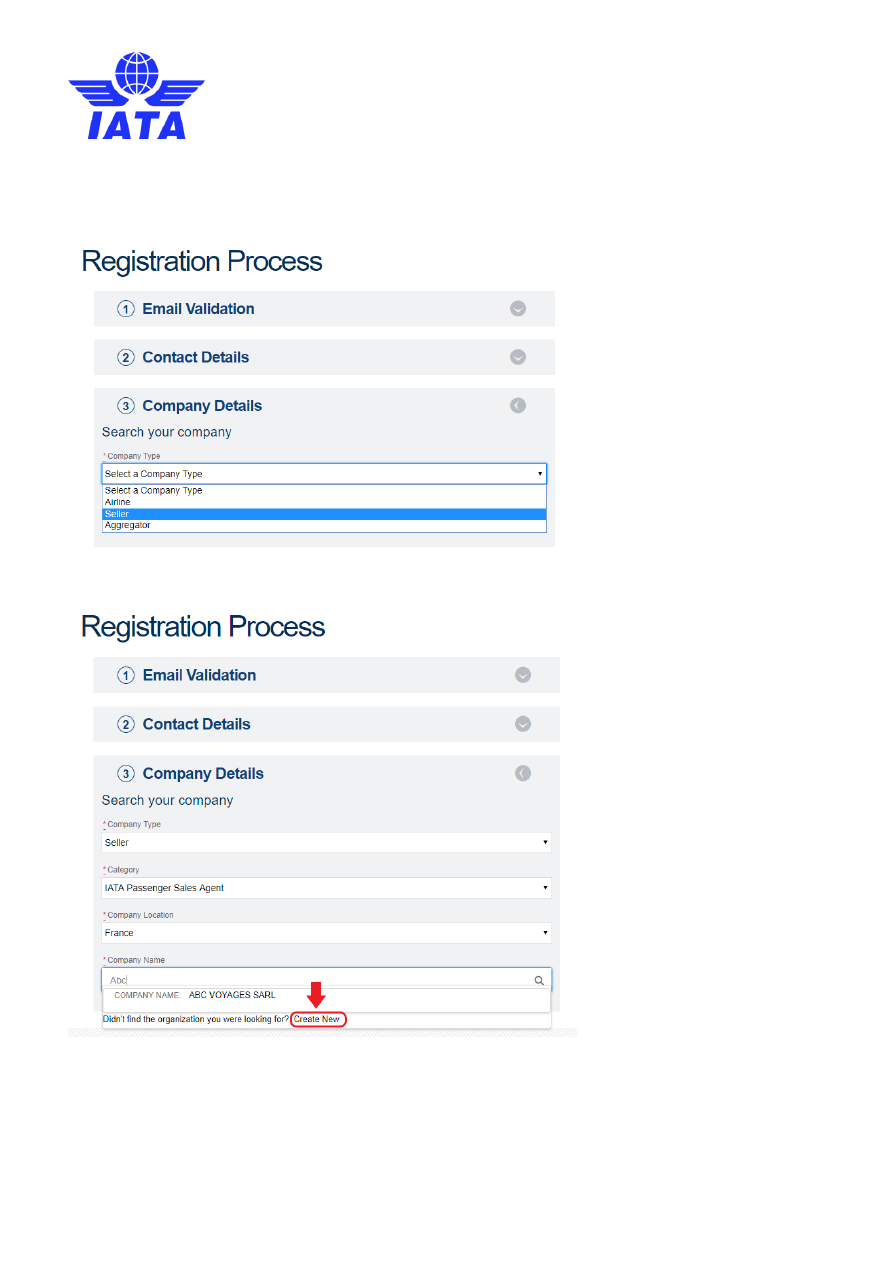 IATA
Registration Process
1 Email Validation
2 Contact Details
3 Company Details
Search your company
* Company Type
Select a Company Type
Select a Company Type
Airline
Seller
Aggregator
Registration Process
1 Email Validation
2 Contact Details
3 Company Details
Search your company
* Company Type
Seller
* Category
IATA Passenger Sales Agent
* Company Location
France
* Company Name
Abc
COMPANY NAME: ABC VOYAGES SARL
Didn't find the organization you were looking for? Create New